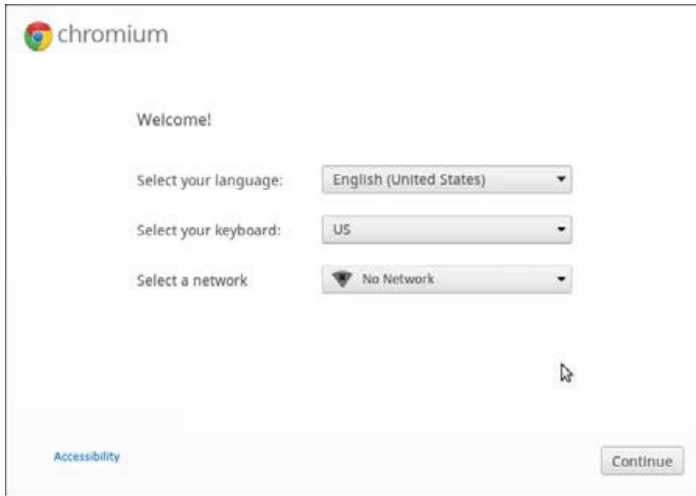 chromium
Welcome!
Select your language: English (United States)
Select your keyboard: US
Select a network No Network
Accessibility Continue